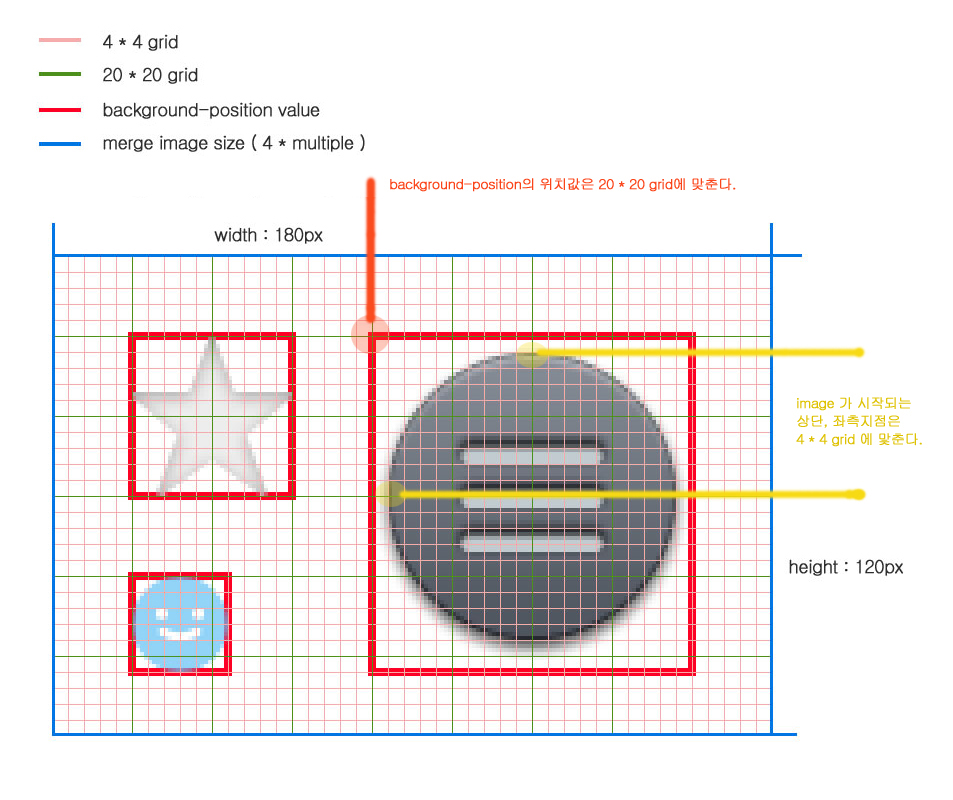 4 * 4 grid
20 * 20 grid
background-position value
merge image size ( 4 * multiple )
background-position의 위치값은 20 * 20 grid에 맞춘다.
width : 180px
image 가 시작되는
상단, 좌측지점은
4 * 4 grid 에 맞춘다.
height : 120px